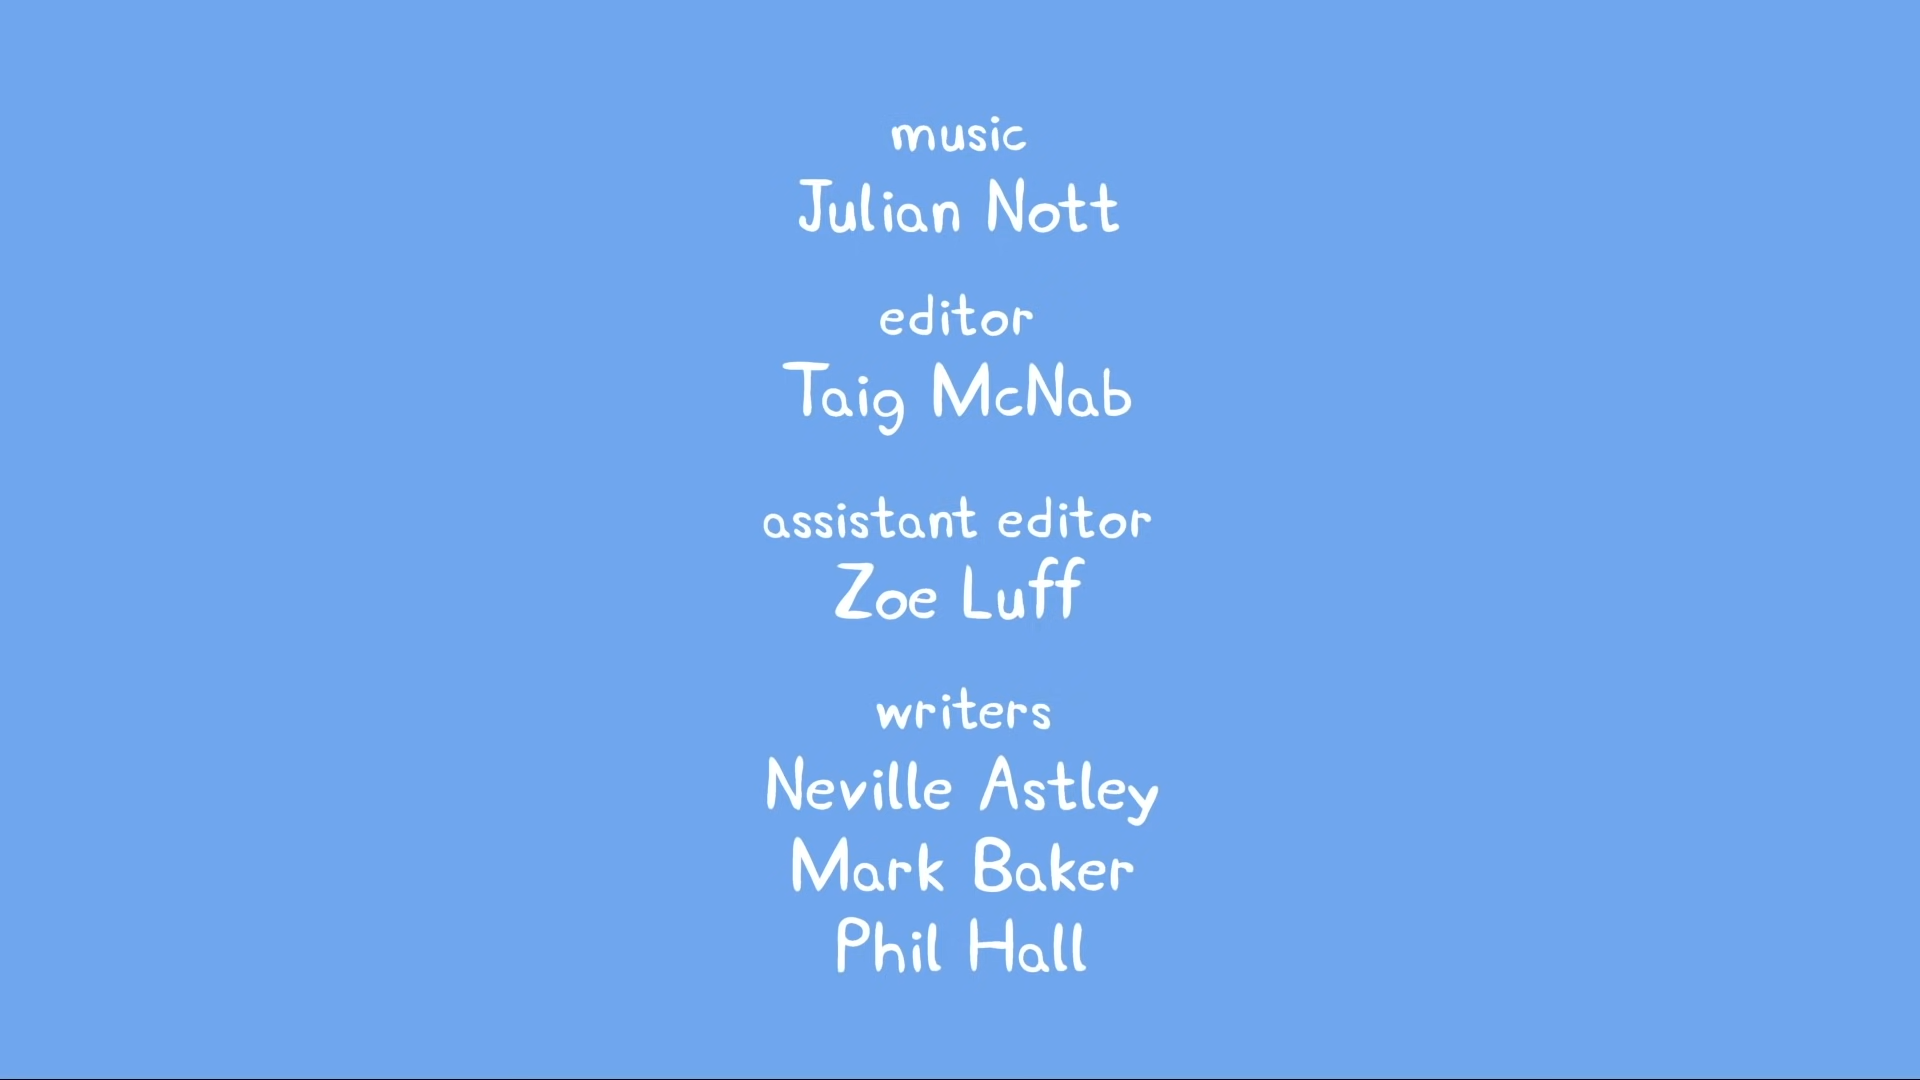 music
Julian Nott
editor
Taig McNab
assistant editor
Zoe Luff
writers
Neville Astley
Mark Baker
Phil Hall